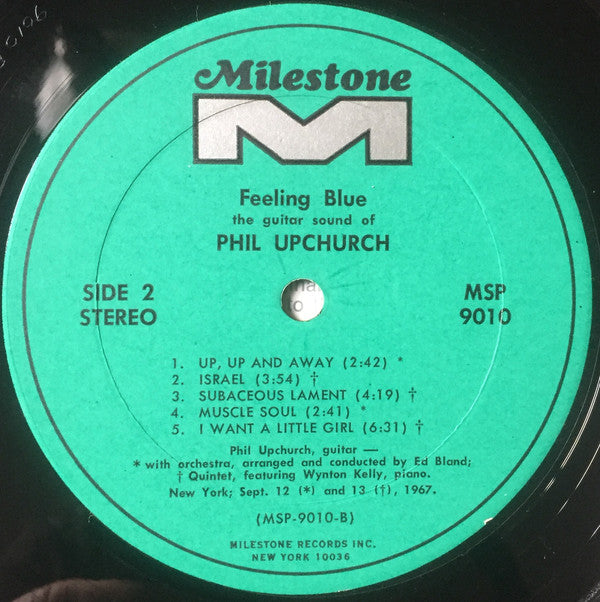 Milestone
M
Feeling Blue
the guitar sound of
PHIL UPCHURCH
SIDE 2
STEREO
MSP
9010
1. UP, UP AND AWAY (2:42) *
2. ISRAEL (3:54) †
3. SUBACEOUS LAMENT (4:19) †
4. MUSCLE SOUL (2:41) *
5. I WANT A LITTLE GIRL (6:31) †
Phil Upchurch, guitar —
* with orchestra, arranged and conducted by Ed Bland;
† Quintet, featuring Wynton Kelly, piano.
New York; Sept. 12 (*) and 13 (†), 1967.
(MSP-9010-B)
MILESTONE RECORDS INC.
NEW YORK 10036